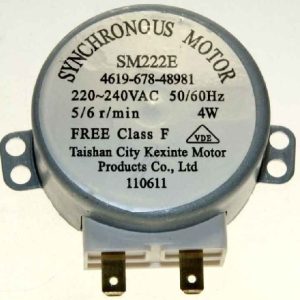 SYNCHRONOUS MOTOR
SM222E
4619-678-48981
220~240VAC 50/60Hz
5/6 r/min 4W
FREE Class F VDE
Taishan City Kexinte Motor
Products Co., Ltd
110611